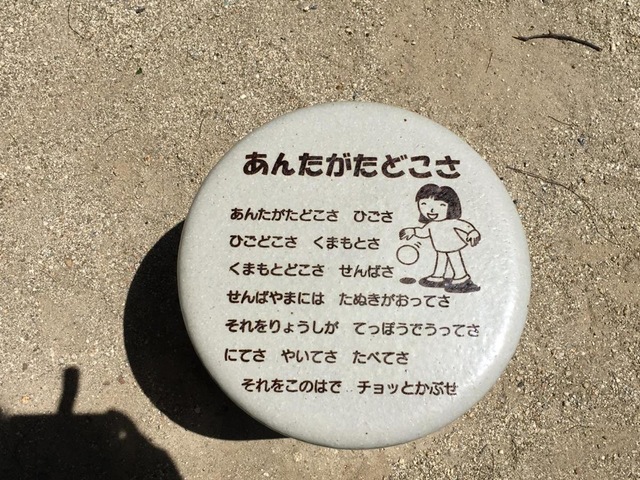 あんたがたどこさ
あんたがたどこさ　ひごさ
ひごどこさ　くまもとさ
くまもとどこさ　せんばさ
せんばやまには　たぬきがおってさ
それをりょうしが　てっぽうでうってさ
にてさ　やいてさ　たべてさ
それをこのはで　チョッとかぶせ